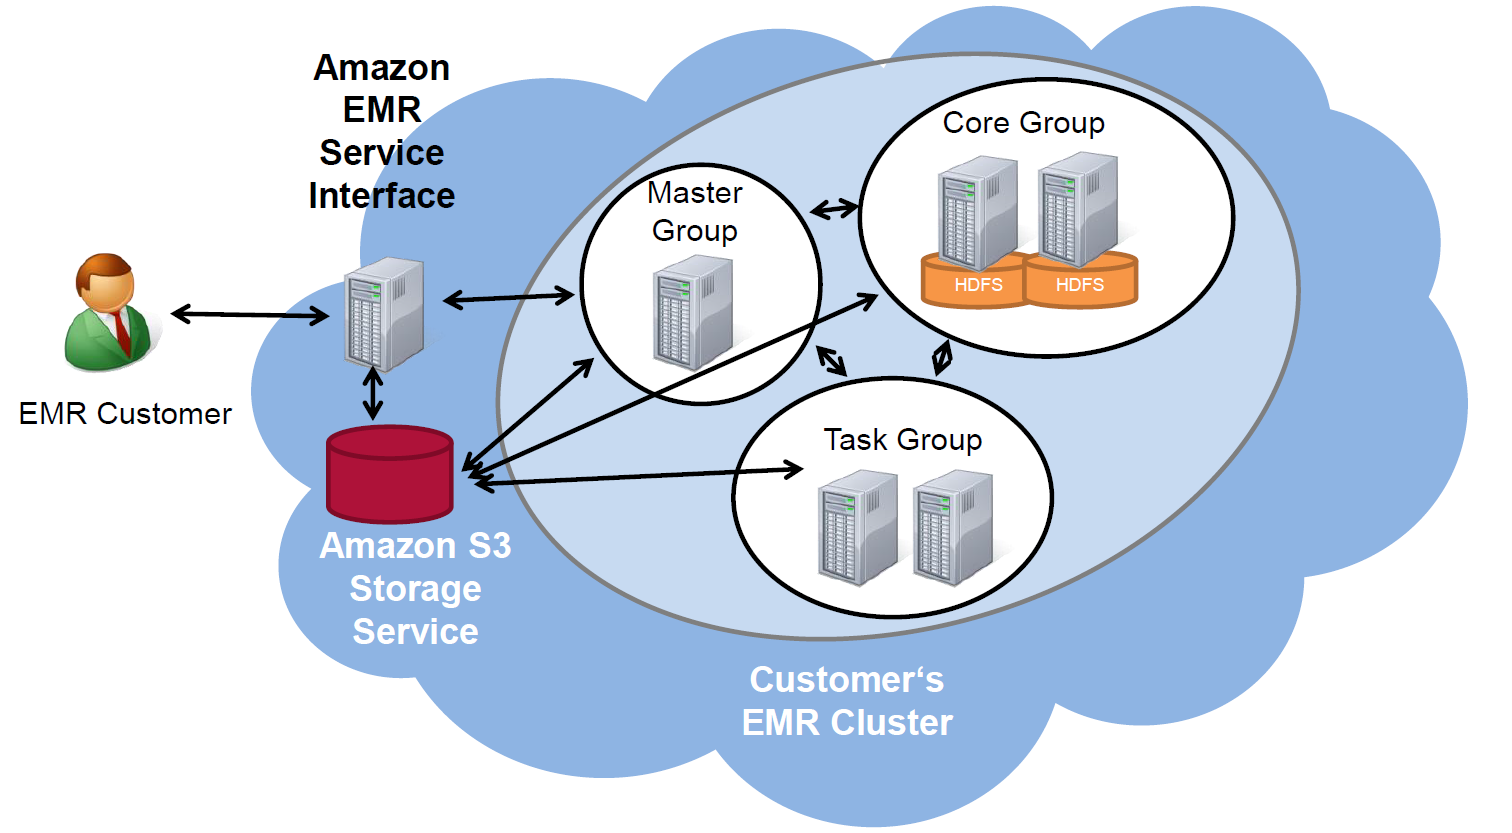 Amazon
EMR
Service
Interface
EMR Customer
Amazon S3
Storage
Service
Master
Group
Core Group
HDFS
HDFS
Task Group
Customer‘s
EMR Cluster